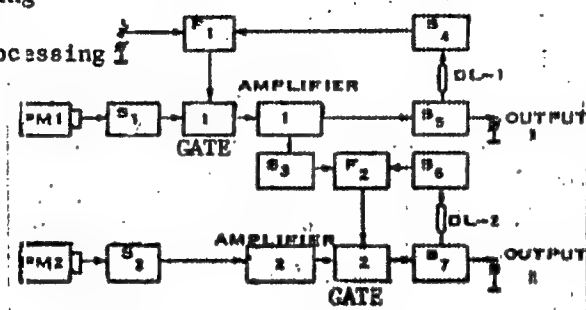 ing
F1
S4
ocessing
DL-1
AMPLIFIER
PM1 S1 1 1 S5 OUTPUT
GATE
S3 F2 S6
DL-2
AMPLIFIER
PM2 S2 2 2 S7 OUTPUT
GATE